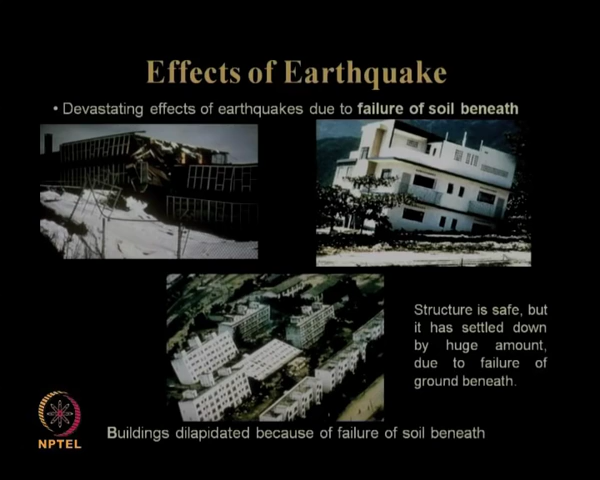 Effects of Earthquake
• Devastating effects of earthquakes due to failure of soil beneath
Structure is safe, but
it has settled down
by huge amount,
due to failure of
ground beneath.
Buildings dilapidated because of failure of soil beneath
NPTEL